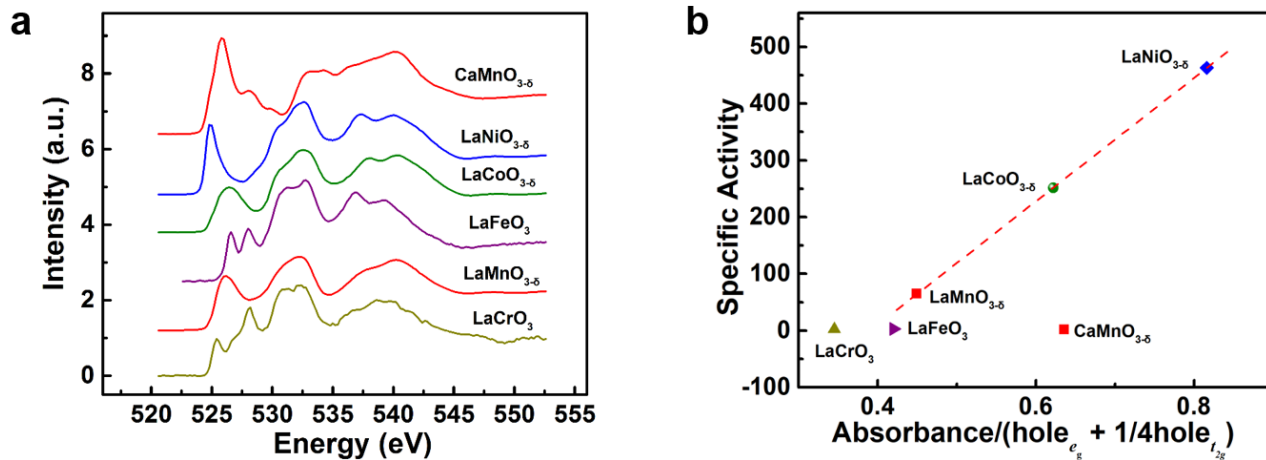 a
Intensity (a.u.)
8
6
4
2
0
CaMnO3-δ
LaNiO3-δ
LaCoO3-δ
LaFeO3
LaMnO3-δ
LaCrO3
520 525 530 535 540 545 550 555
Energy (eV)
b
Specific Activity
500
400
300
200
100
0
-100
LaNiO3-δ
LaCoO3-δ
LaMnO3-δ
LaCrO3
LaFeO3
CaMnO3-δ
0.4 0.6 0.8
Absorbance/(hole_eg + 1/4hole_t2g)